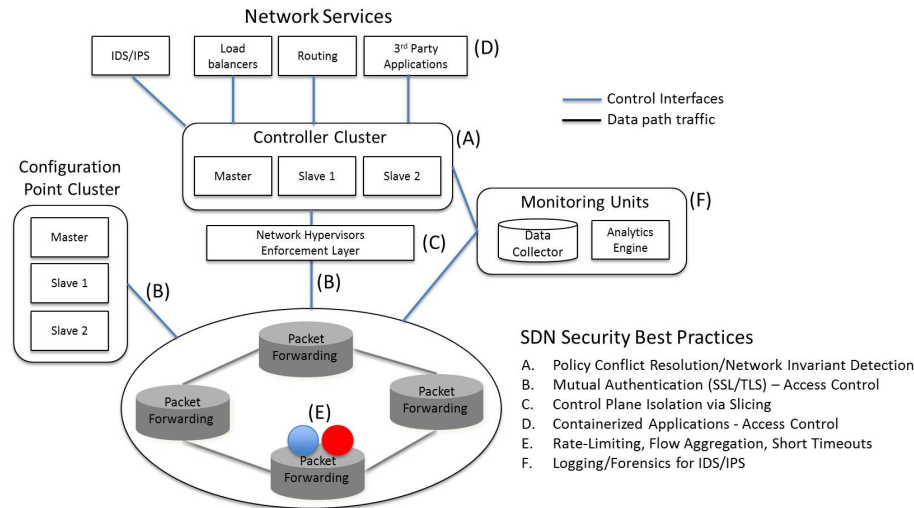 Network Services
IDS/IPS
Load
balancers
Routing
3rd Party
Applications
(D)
Control Interfaces
Data path traffic
Controller Cluster
(A)
Master
Slave 1
Slave 2
Configuration
Point Cluster
Master
Slave 1
Slave 2
(B)
Network Hypervisors
Enforcement Layer
(C)
(B)
Monitoring Units
(F)
Data
Collector
Analytics
Engine
Packet
Forwarding
Packet
Forwarding
Packet
Forwarding
(E)
Packet
Forwarding
SDN Security Best Practices
A. Policy Conflict Resolution/Network Invariant Detection
B. Mutual Authentication (SSL/TLS) – Access Control
C. Control Plane Isolation via Slicing
D. Containerized Applications - Access Control
E. Rate-Limiting, Flow Aggregation, Short Timeouts
F. Logging/Forensics for IDS/IPS